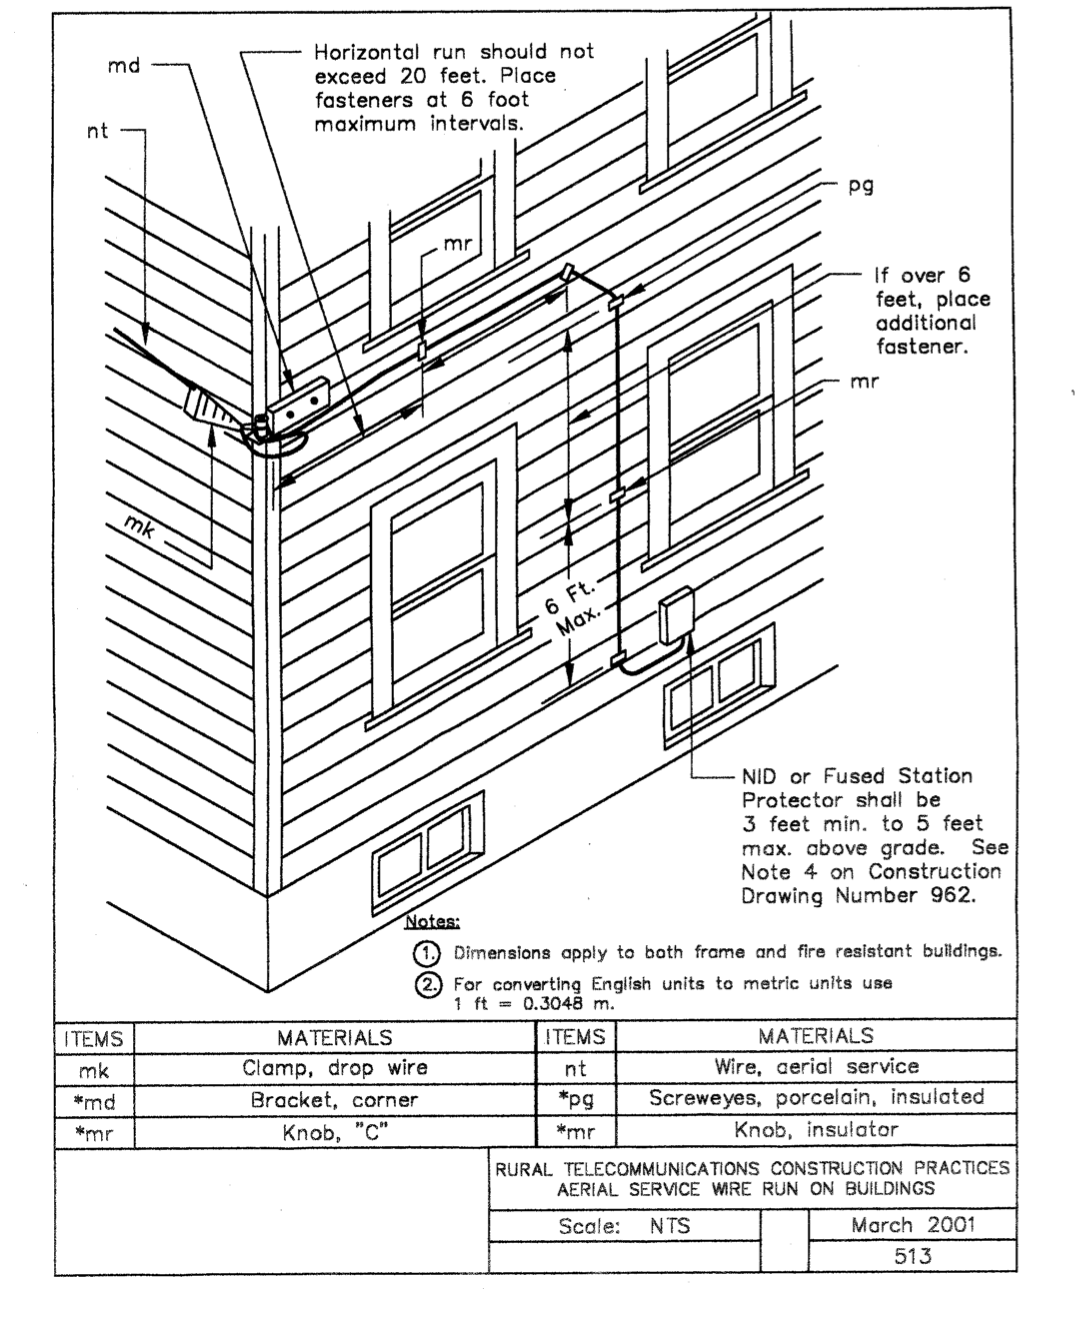 md
Horizontal run should not
exceed 20 feet. Place
fasteners at 6 foot
maximum intervals.
nt
pg
mr
If over 6
feet, place
additional
fastener.
mr
mk
6 Ft.
Max.
NID or Fused Station
Protector shall be
3 feet min. to 5 feet
max. above grade. See
Note 4 on Construction
Drawing Number 962.
Notes:
1. Dimensions apply to both frame and fire resistant buildings.
2. For converting English units to metric units use
1 ft = 0.3048 m.
ITEMS MATERIALS ITEMS MATERIALS
mk Clamp, drop wire nt Wire, aerial service
*md Bracket, corner *pg Screweyes, porcelain, insulated
*mr Knob, "C" *mr Knob, insulator
RURAL TELECOMMUNICATIONS CONSTRUCTION PRACTICES
AERIAL SERVICE WIRE RUN ON BUILDINGS
Scale: NTS March 2001
513